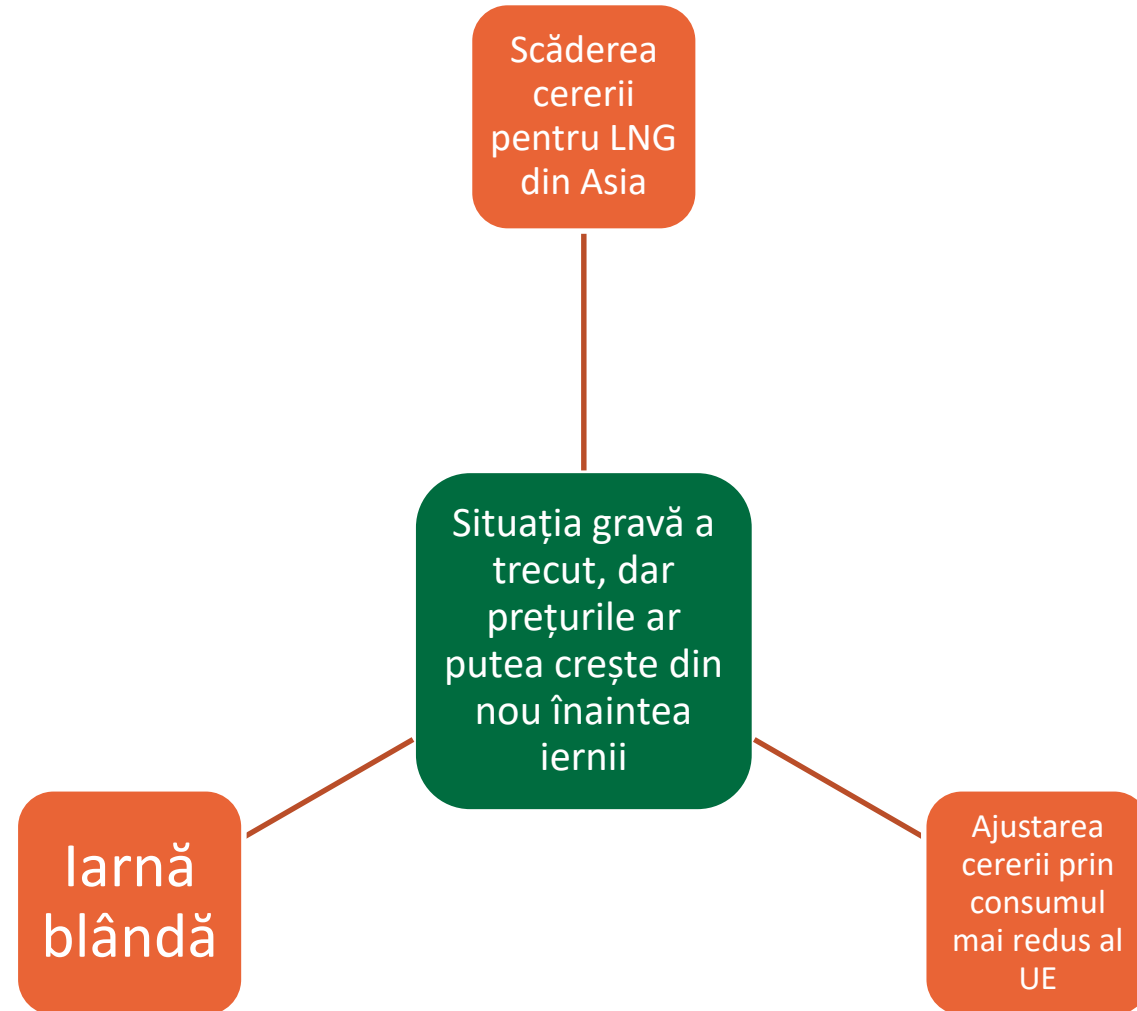 Scăderea
cererii
pentru LNG
din Asia
Situația gravă a
trecut, dar
prețurile ar
putea crește din
nou înaintea
iernii
Iarnă
blândă
Ajustarea
cererii prin
consumul
mai redus al
UE